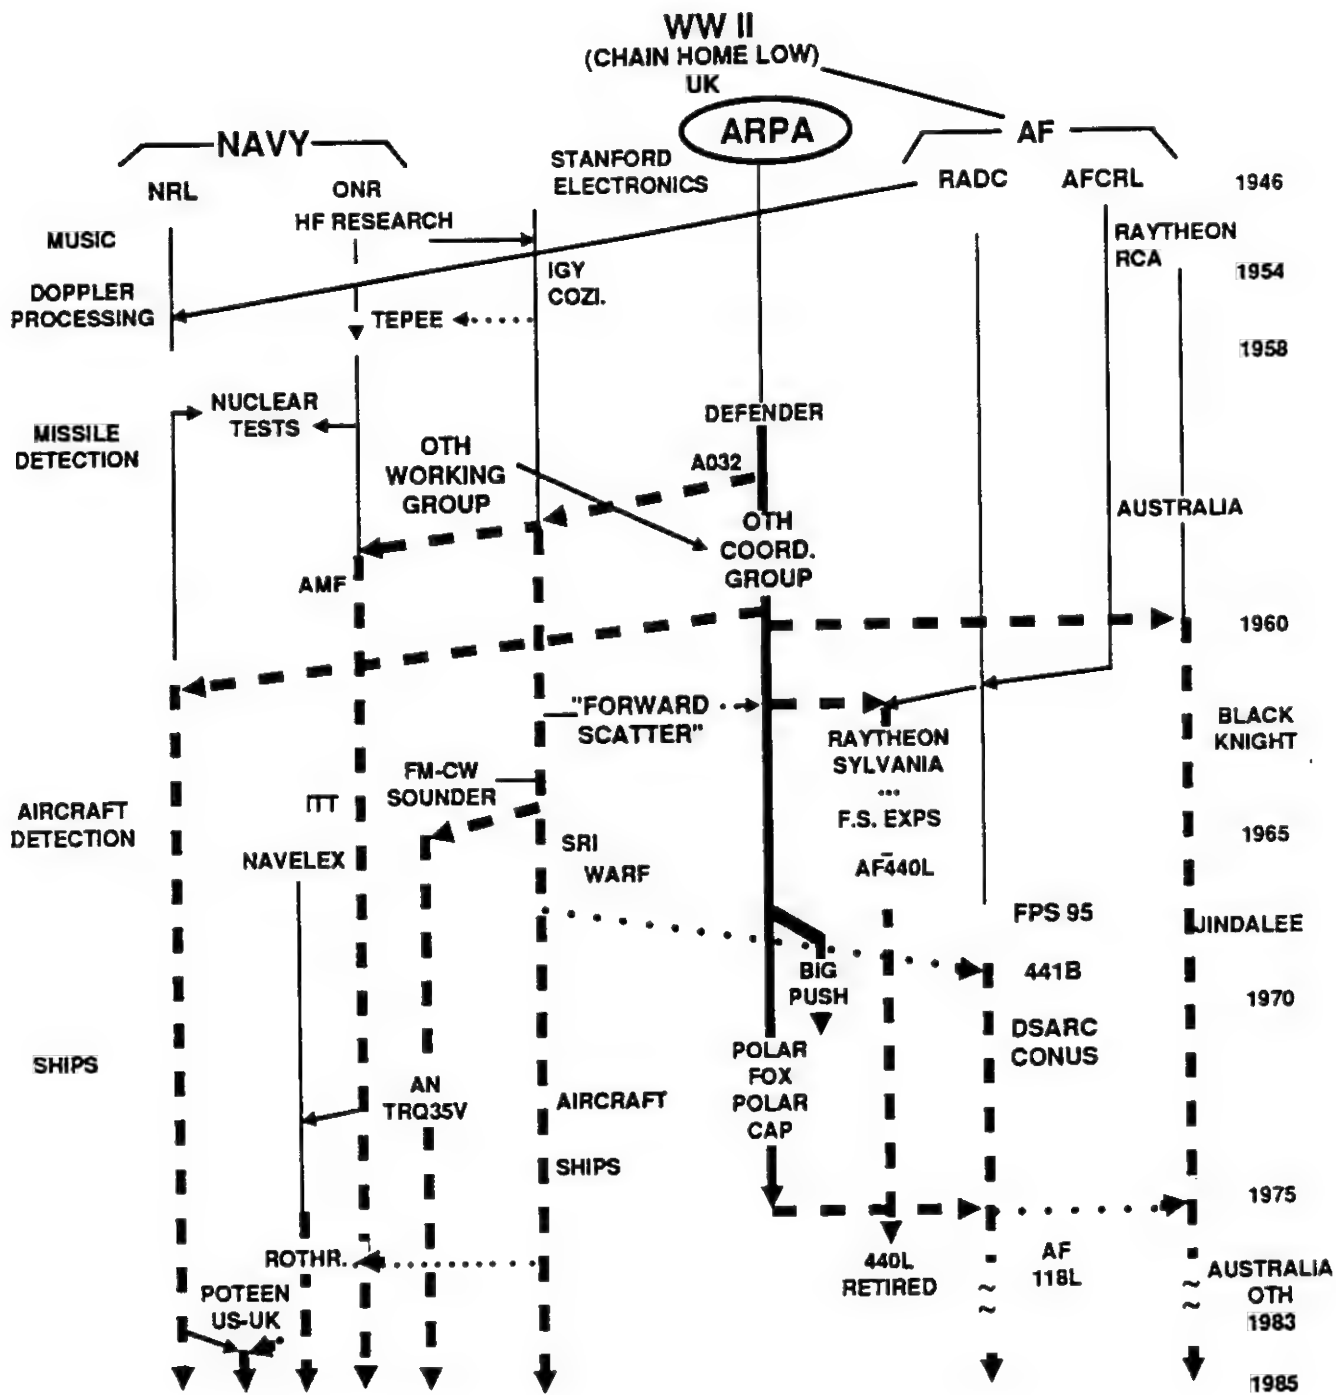 WW II
(CHAIN HOME LOW)
UK
ARPA
NAVY
AF
STANFORD
ELECTRONICS
NRL
ONR
RADC
AFCRL
1946
HF RESEARCH
MUSIC
RAYTHEON
RCA
IGY
COZI.
1954
DOPPLER
PROCESSING
TEPEE
1958
NUCLEAR
TESTS
DEFENDER
MISSILE
DETECTION
OTH
WORKING
GROUP
A032
AUSTRALIA
OTH
COORD.
GROUP
AMF
1960
"FORWARD
SCATTER"
BLACK
KNIGHT
RAYTHEON
SYLVANIA
...
F.S. EXPS
FM-CW
SOUNDER
ITT
AIRCRAFT
DETECTION
1965
SRI
WARF
NAVELEX
AF440L
FPS 95
JINDALEE
441B
BIG
PUSH
1970
DSARC
CONUS
SHIPS
POLAR
FOX
POLAR
CAP
AN
TRQ35V
AIRCRAFT
SHIPS
1975
ROTHR.
440L
RETIRED
AF
118L
AUSTRALIA
OTH
1983
POTEEN
US-UK
1985